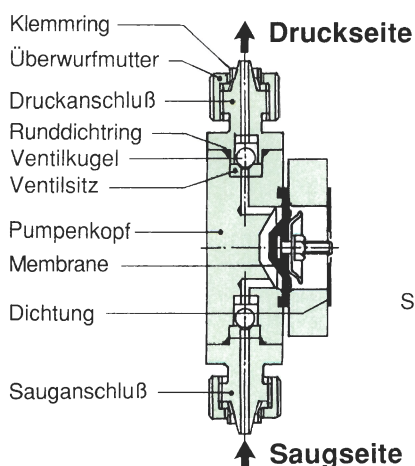 Klemmring
Druckseite
Überwurfmutter
Druckanschluß
Runddichtring
Ventilkugel
Ventilsitz
Pumpenkopf
Membrane
Dichtung
S
Sauganschluß
Saugseite